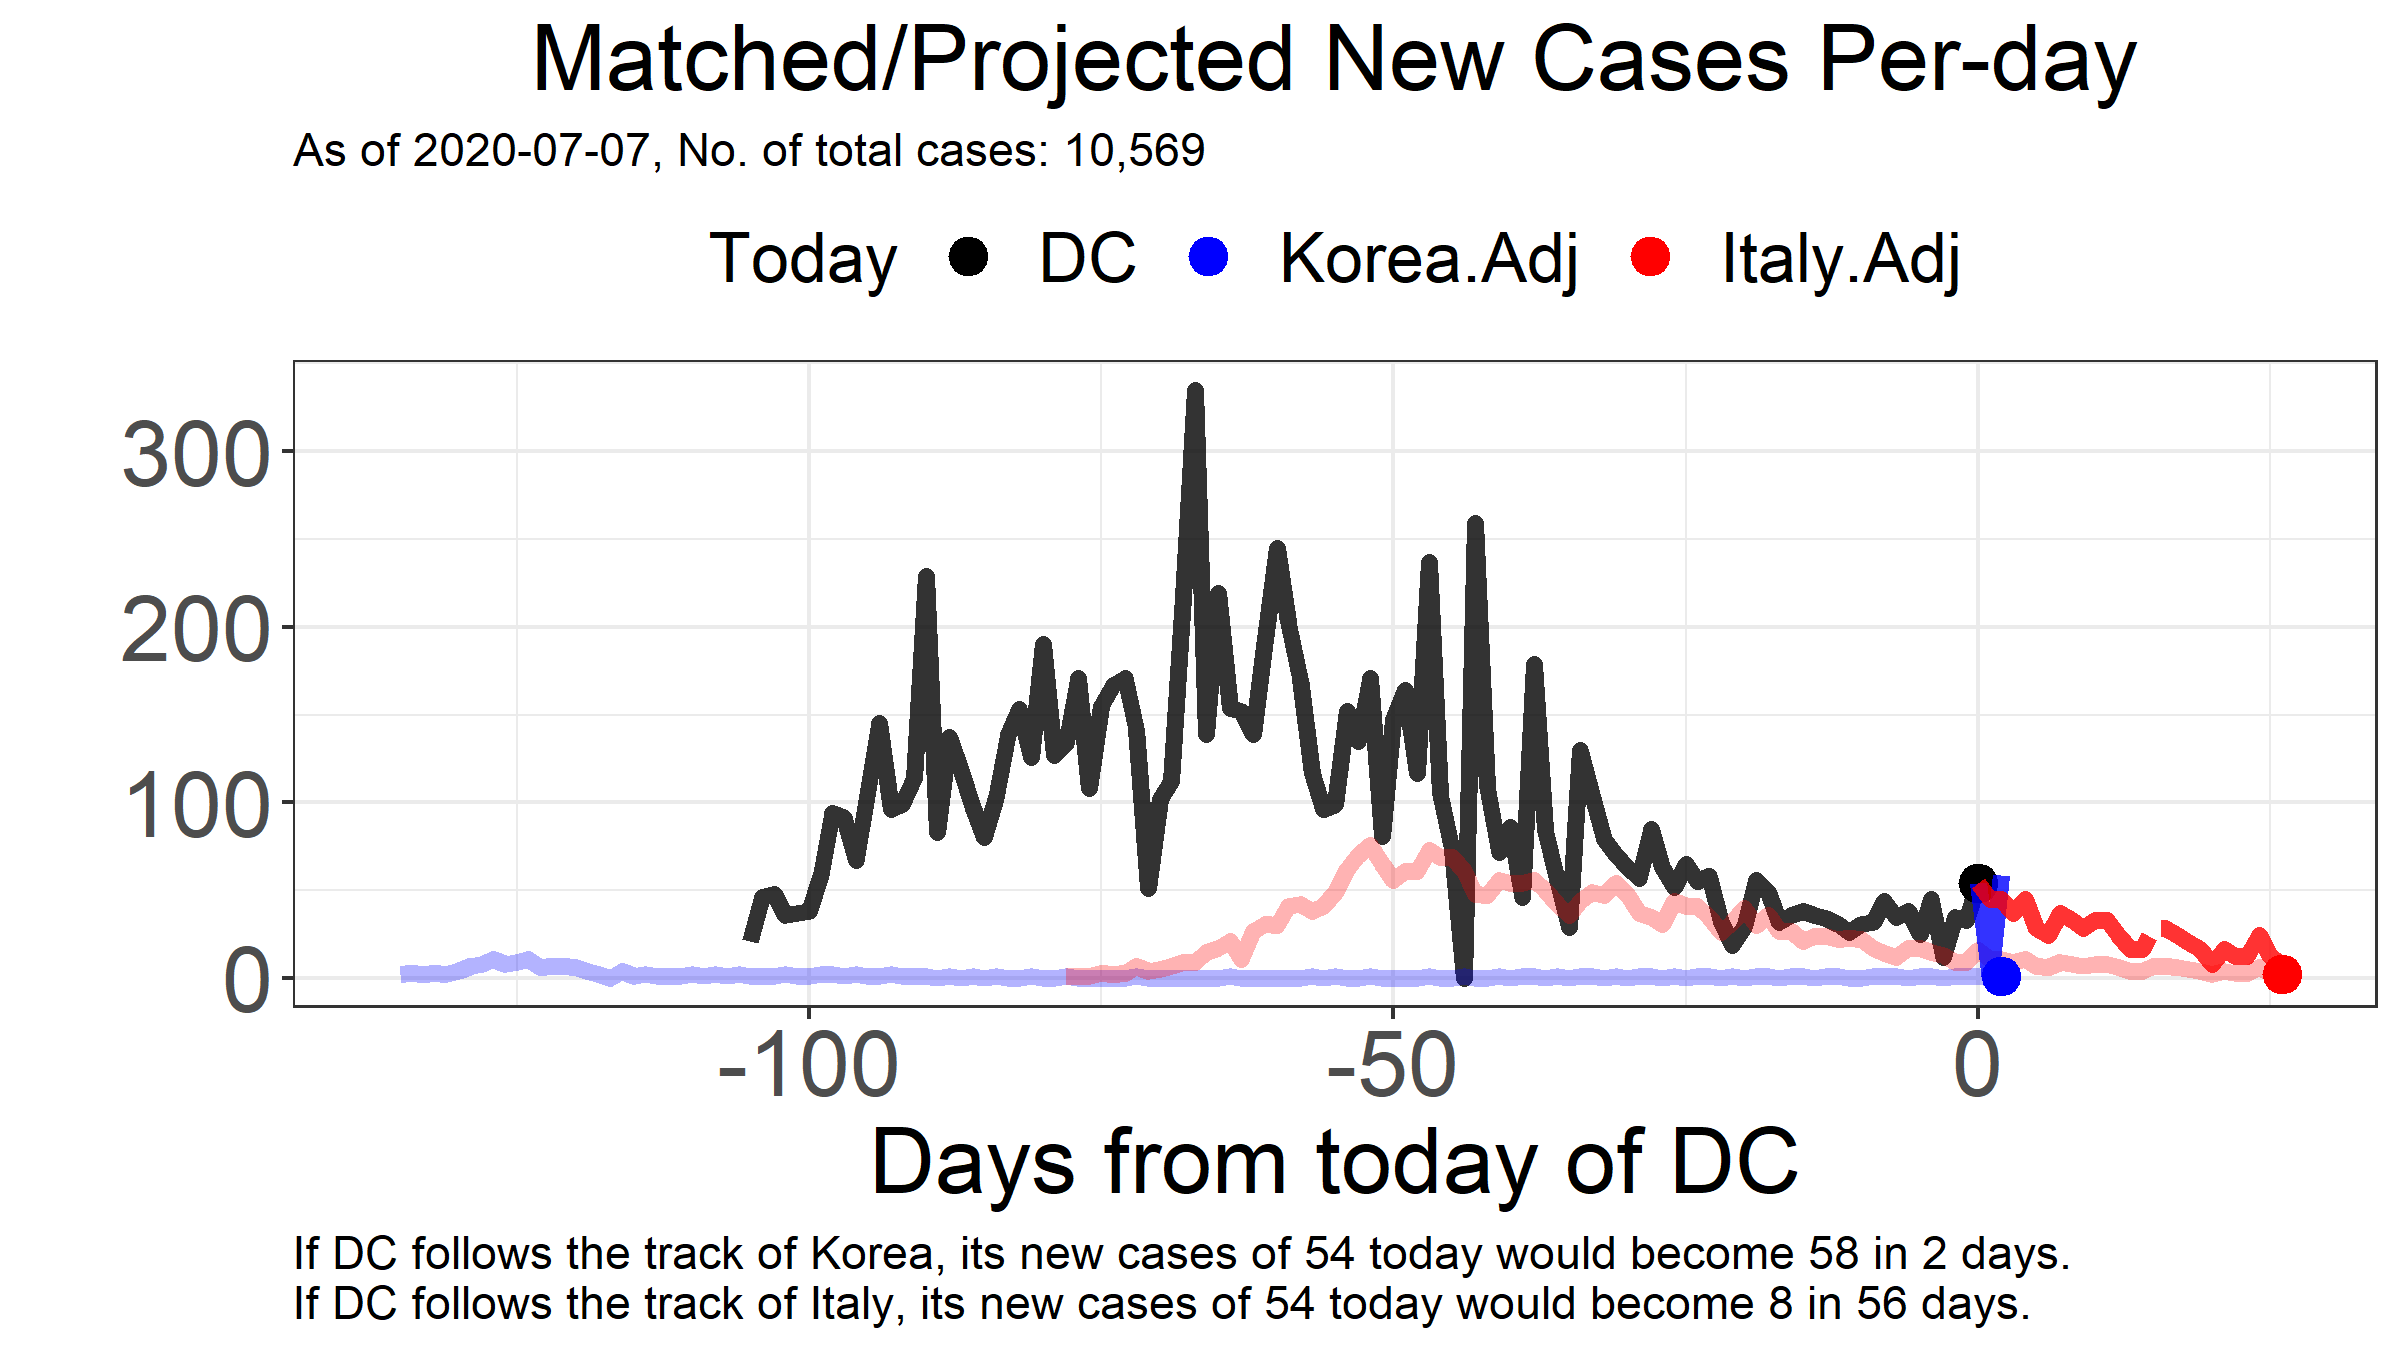 Matched/Projected New Cases Per-day
As of 2020-07-07, No. of total cases: 10,569
Today DC Korea.Adj Italy.Adj
300
200
100
0
-100 -50 0
Days from today of DC
If DC follows the track of Korea, its new cases of 54 today would become 58 in 2 days.
If DC follows the track of Italy, its new cases of 54 today would become 8 in 56 days.